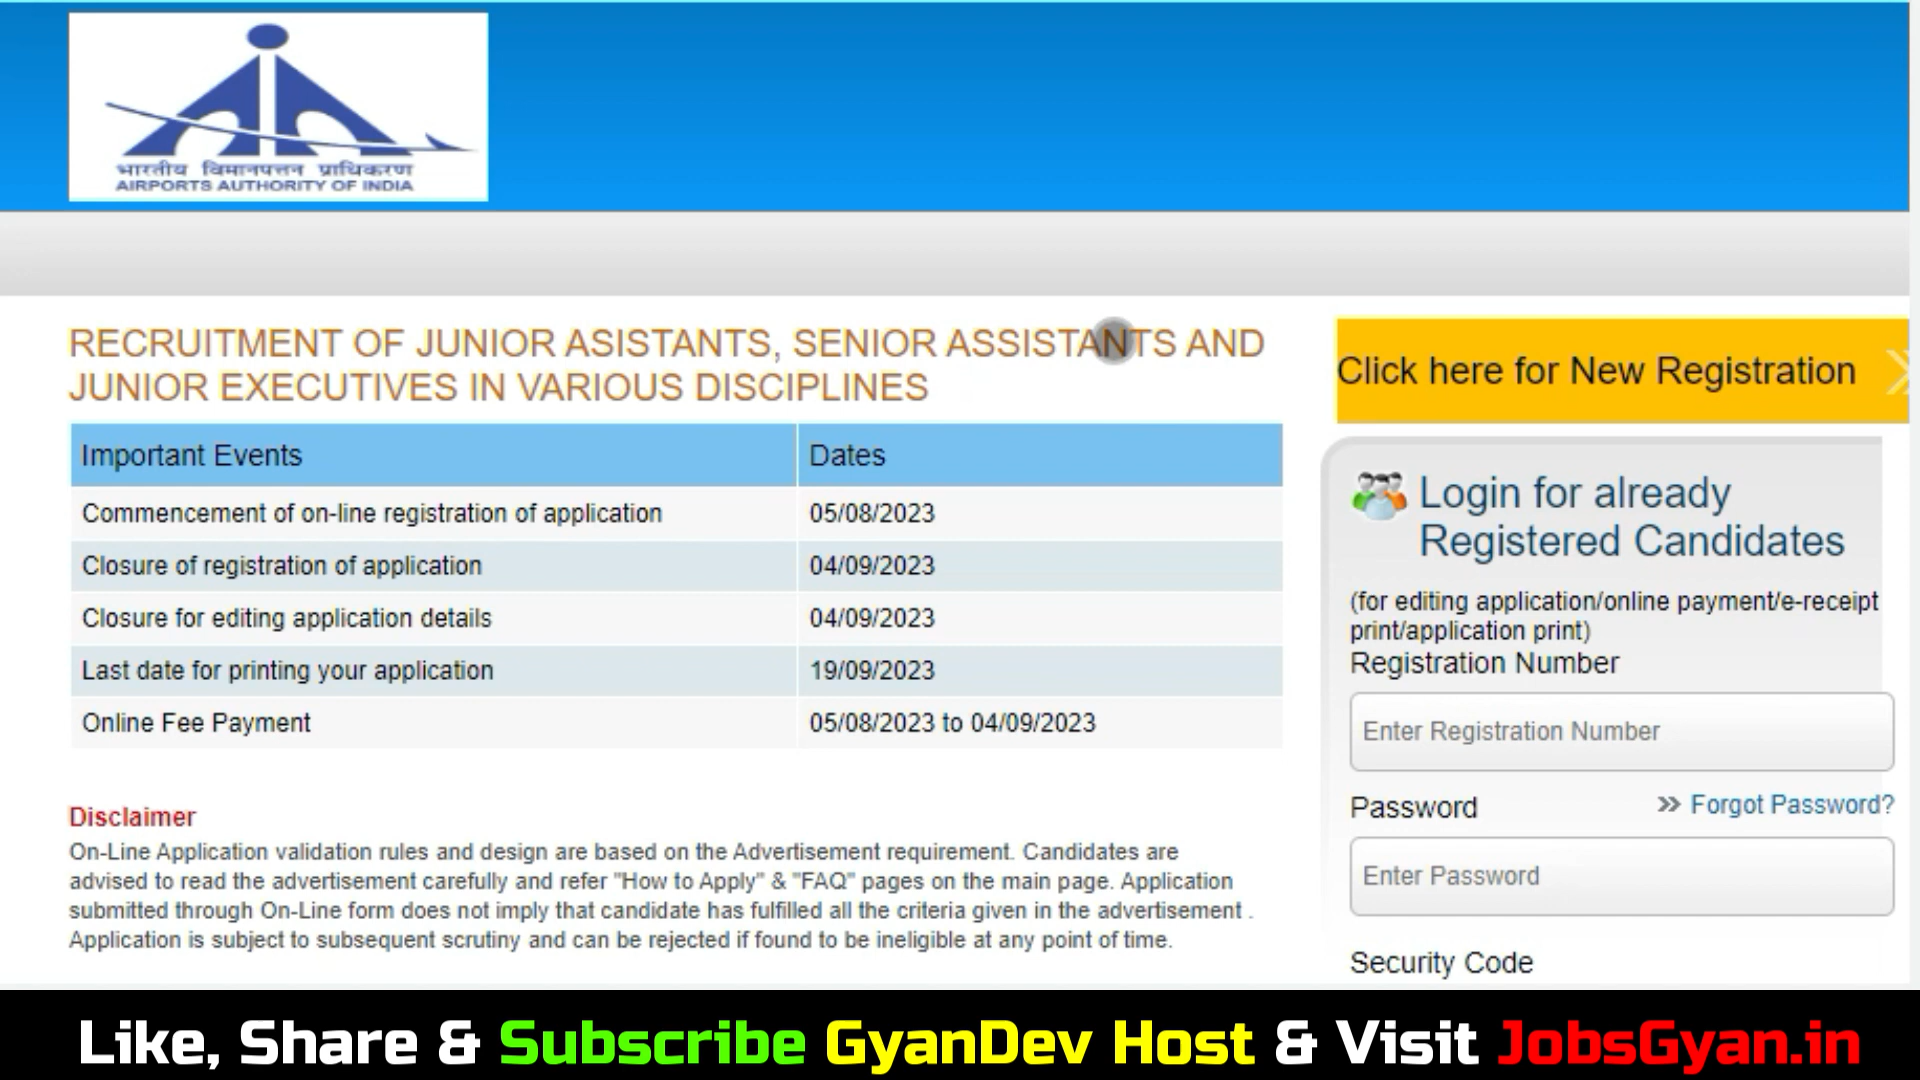 भारतीय विमानपत्तन प्राधिकरण
AIRPORTS AUTHORITY OF INDIA
RECRUITMENT OF JUNIOR ASISTANTS, SENIOR ASSISTANTS AND
JUNIOR EXECUTIVES IN VARIOUS DISCIPLINES
Important Events Dates
Commencement of on-line registration of application 05/08/2023
Closure of registration of application 04/09/2023
Closure for editing application details 04/09/2023
Last date for printing your application 19/09/2023
Online Fee Payment 05/08/2023 to 04/09/2023
Disclaimer
On-Line Application validation rules and design are based on the Advertisement requirement. Candidates are
advised to read the advertisement carefully and refer "How to Apply" & "FAQ" pages on the main page. Application
submitted through On-Line form does not imply that candidate has fulfilled all the criteria given in the advertisement .
Application is subject to subsequent scrutiny and can be rejected if found to be ineligible at any point of time.
Click here for New Registration
Login for already
Registered Candidates
(for editing application/online payment/e-receipt
print/application print)
Registration Number
Enter Registration Number
Password >> Forgot Password?
Enter Password
Security Code
Like, Share & Subscribe GyanDev Host & Visit JobsGyan.in